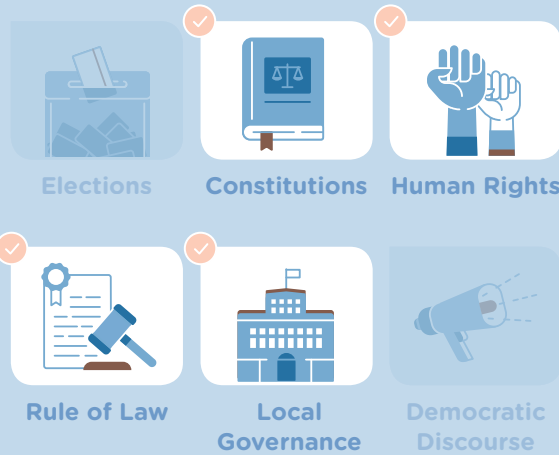 Elections
Constitutions
Human Rights
Rule of Law
Local
Governance
Democratic
Discourse